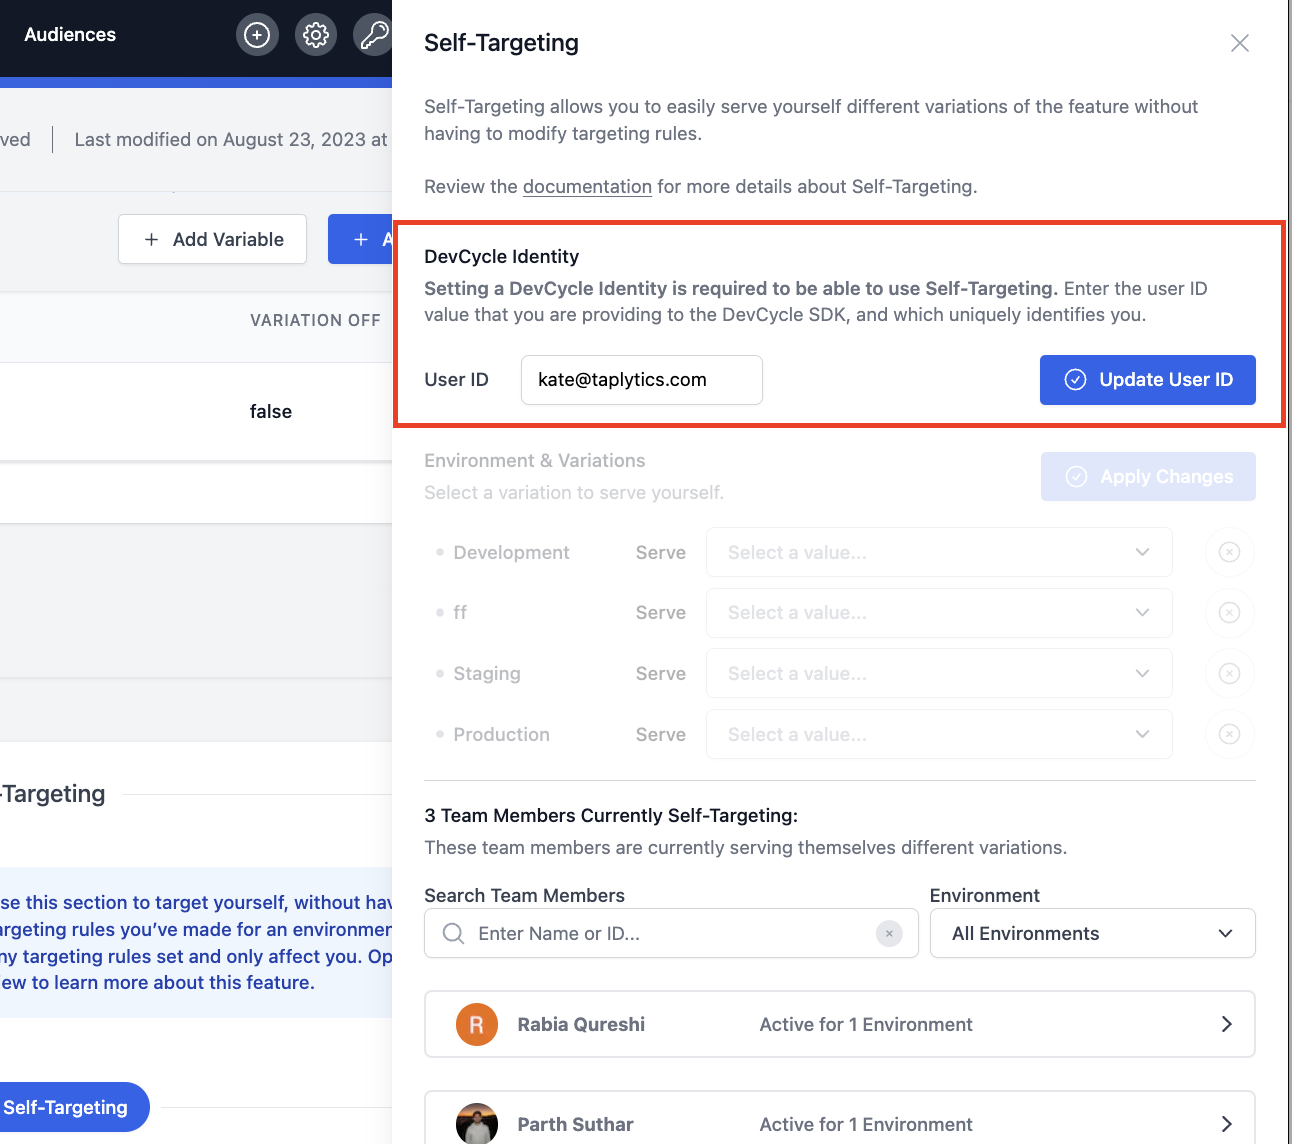 Audiences
ved
Last modified on August 23, 2023 at
Add Variable
VARIATION OFF
false
-Targeting
se this section to target yourself, without hav
argeting rules you've made for an environmen
ny targeting rules set and only affect you. Op
ew to learn more about this feature.
Self-Targeting
Self-Targeting
Self-Targeting allows you to easily serve yourself different variations of the feature without
having to modify targeting rules.
Review the documentation for more details about Self-Targeting.
DevCycle Identity
Setting a DevCycle Identity is required to be able to use Self-Targeting. Enter the user ID
value that you are providing to the DevCycle SDK, and which uniquely identifies you.
User ID
kate@taplytics.com
Update User ID
Environment & Variations
Select a variation to serve yourself.
Apply Changes
Development
Serve
Select a value...
ff
Serve
Select a value...
Staging
Serve
Select a value...
Production
Serve
Select a value...
3 Team Members Currently Self-Targeting:
These team members are currently serving themselves different variations.
Search Team Members
Environment
Enter Name or ID...
All Environments
R
Rabia Qureshi
Active for 1 Environment
Parth Suthar
Active for 1 Environment